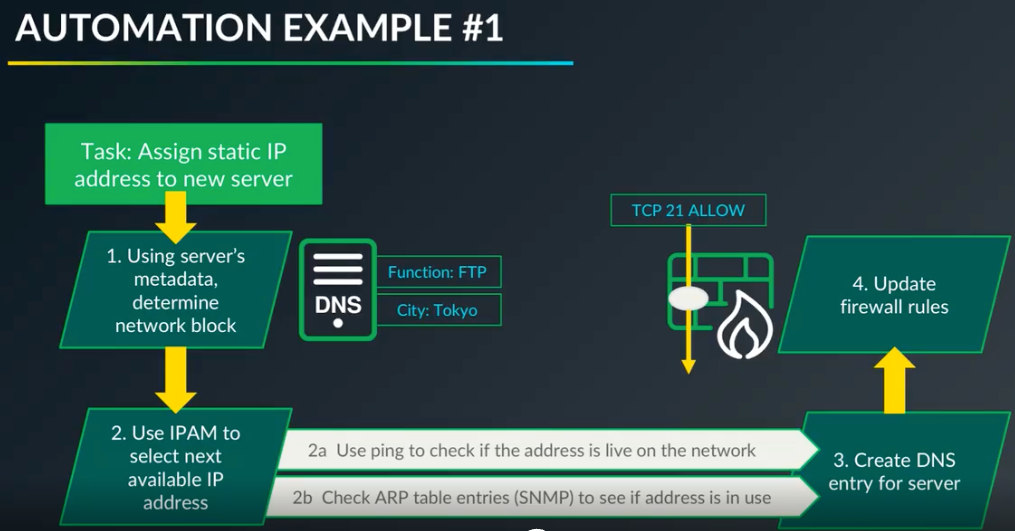 AUTOMATION EXAMPLE #1
Task: Assign static IP
address to new server
1. Using server's
metadata,
determine
network block
DNS
Function: FTP
City: Tokyo
TCP 21 ALLOW
4. Update
firewall rules
2. Use IPAM to
select next
available IP
address
2a Use ping to check if the address is live on the network
2b Check ARP table entries (SNMP) to see if address is in use
3. Create DNS
entry for server